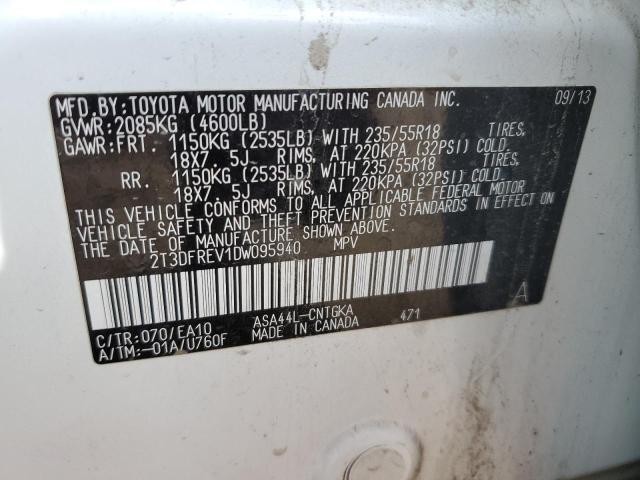 MFD.BY:TOYOTA MOTOR MANUFACTURING CANADA INC. 09/13
GVWR:2085KG (4600LB)
GAWR:FRT. 1150KG (2535LB) WITH 235/55R18 TIRES,
18X7. 5J RIMS, AT 220KPA (32PSI) COLD.
RR. 1150KG (2535LB) WITH 235/55R18 TIRES,
18X7. 5J RIMS, AT 220KPA (32PSI) COLD.
THIS VEHICLE CONFORMS TO ALL APPLICABLE FEDERAL MOTOR
VEHICLE SAFETY AND THEFT PREVENTION STANDARDS IN EFFECT ON
THE DATE OF MANUFACTURE SHOWN ABOVE.
2T3DFREV1DW095940 MPV
A
C/TR:070/EA10 ASA44L-CNTGKA 471
A/TM:-01A/U760F MADE IN CANADA